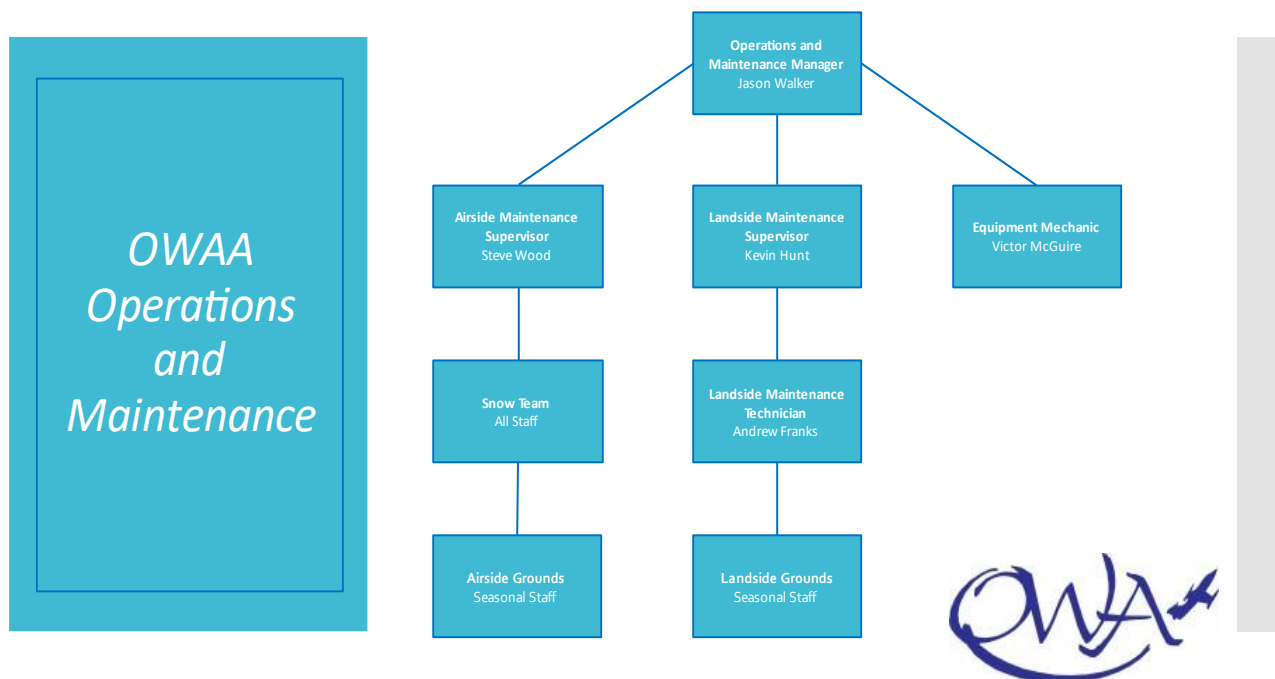 OWAA
Operations
and
Maintenance
Operations and
Maintenance Manager
Jason Walker
Airside Maintenance
Supervisor
Steve Wood
Landside Maintenance
Supervisor
Kevin Hunt
Equipment Mechanic
Victor McGuire
Snow Team
All Staff
Landside Maintenance
Technician
Andrew Franks
Airside Grounds
Seasonal Staff
Landside Grounds
Seasonal Staff
OWA